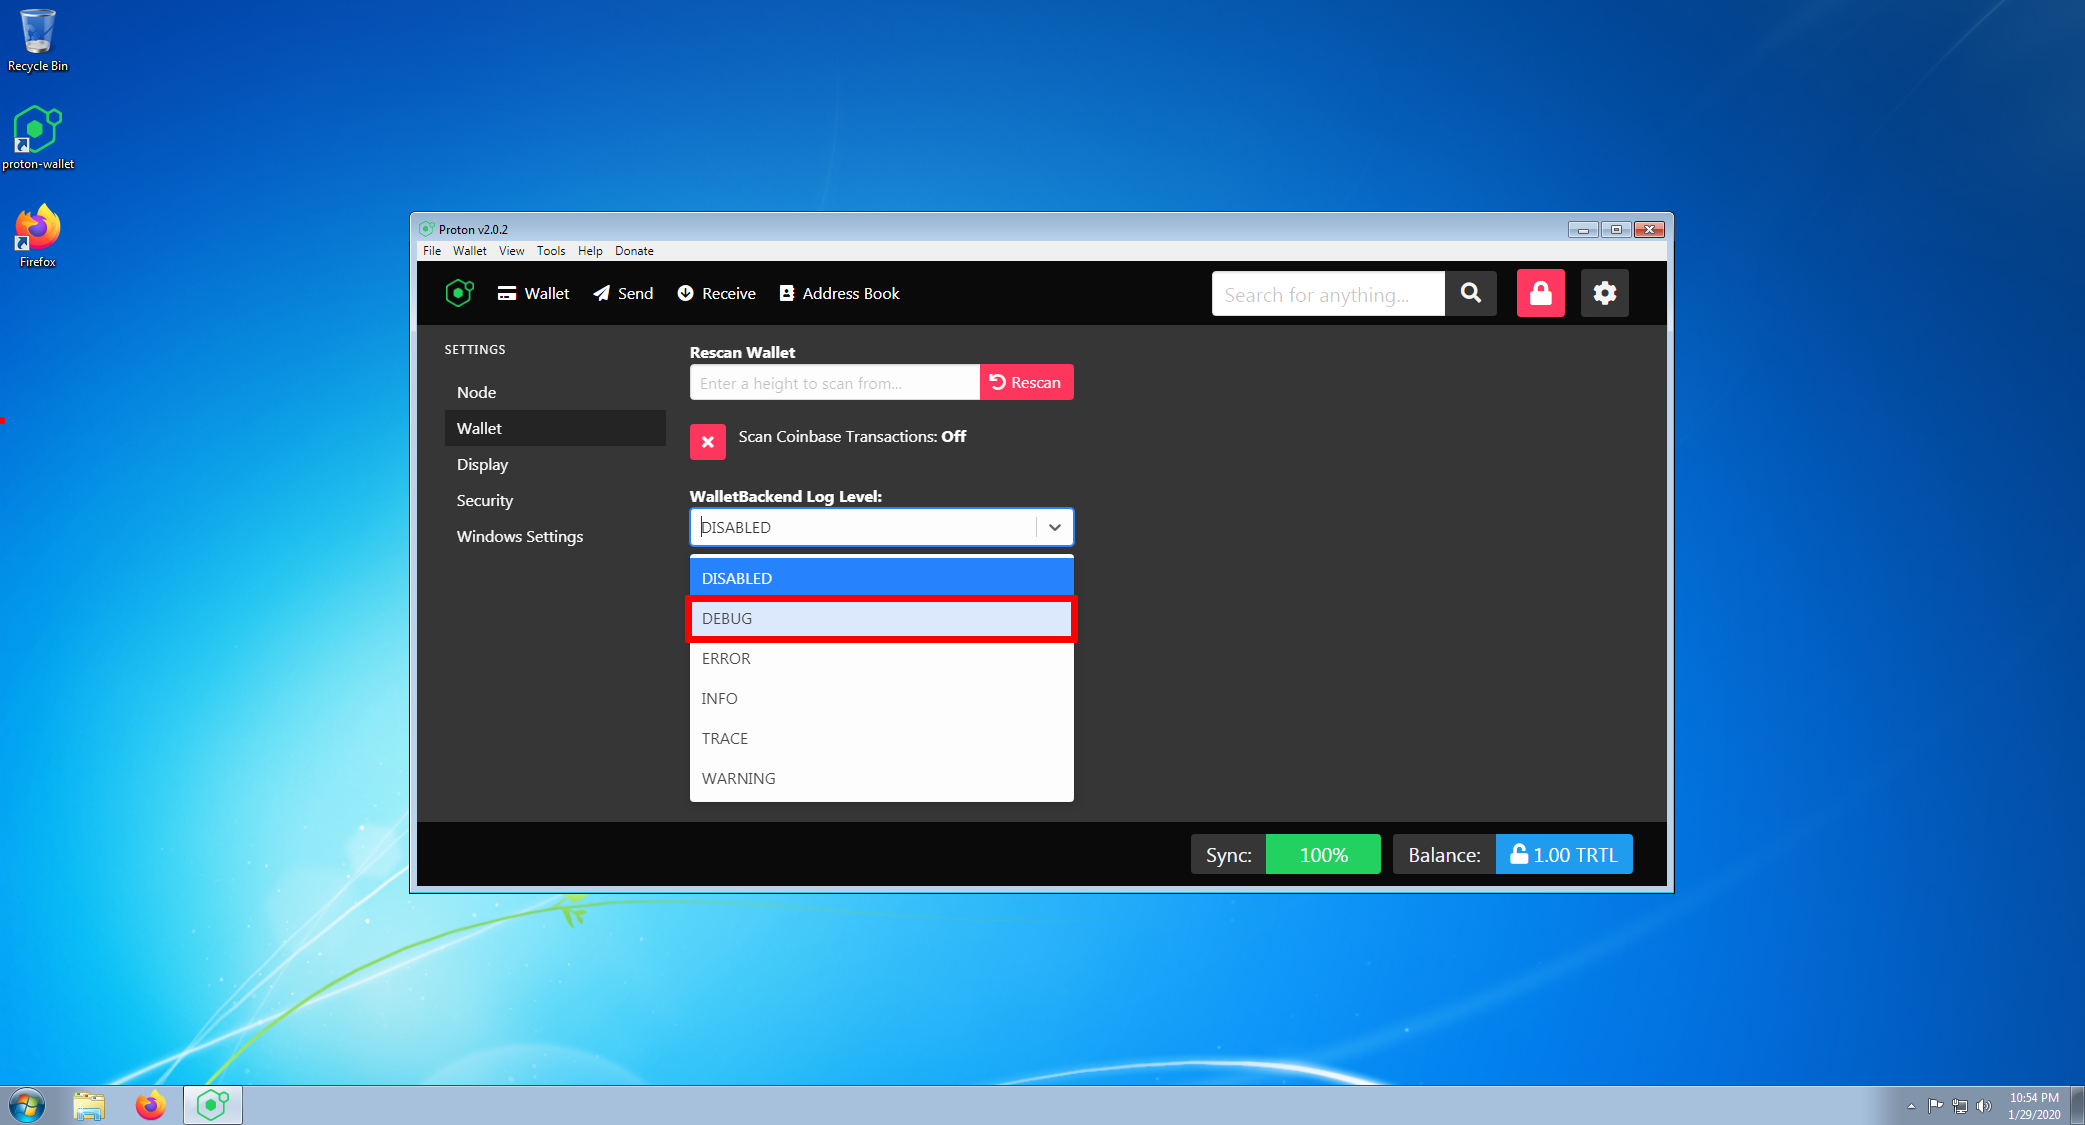 Recycle Bin
proton-wallet
Firefox
Proton v2.0.2
File Wallet View Tools Help Donate
Wallet Send Receive Address Book Search for anything...
SETTINGS
Node
Wallet
Display
Security
Windows Settings
Rescan Wallet
Enter a height to scan from... Rescan
Scan Coinbase Transactions: Off
WalletBackend Log Level:
DISABLED
DISABLED
DEBUG
ERROR
INFO
TRACE
WARNING
Sync: 100% Balance: 1.00 TRTL
10:54 PM
1/29/2020